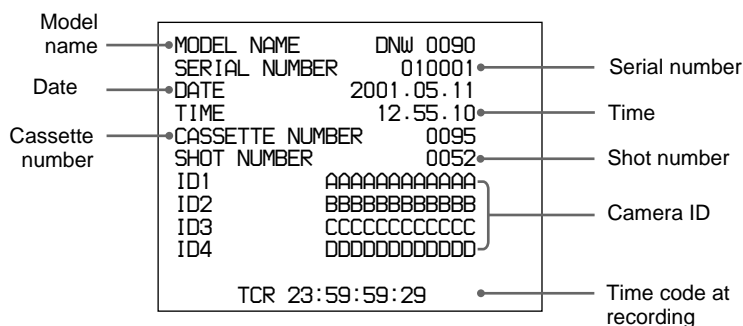 Model
name
Date
Cassette
number
MODEL NAME DNW 0090
SERIAL NUMBER 010001
DATE 2001.05.11
TIME 12.55.10
CASSETTE NUMBER 0095
SHOT NUMBER 0052
ID1 AAAAAAAAAAAA
ID2 BBBBBBBBBBBB
ID3 CCCCCCCCCCCC
ID4 DDDDDDDDDDDD
TCR 23:59:59:29
Serial number
Time
Shot number
Camera ID
Time code at
recording